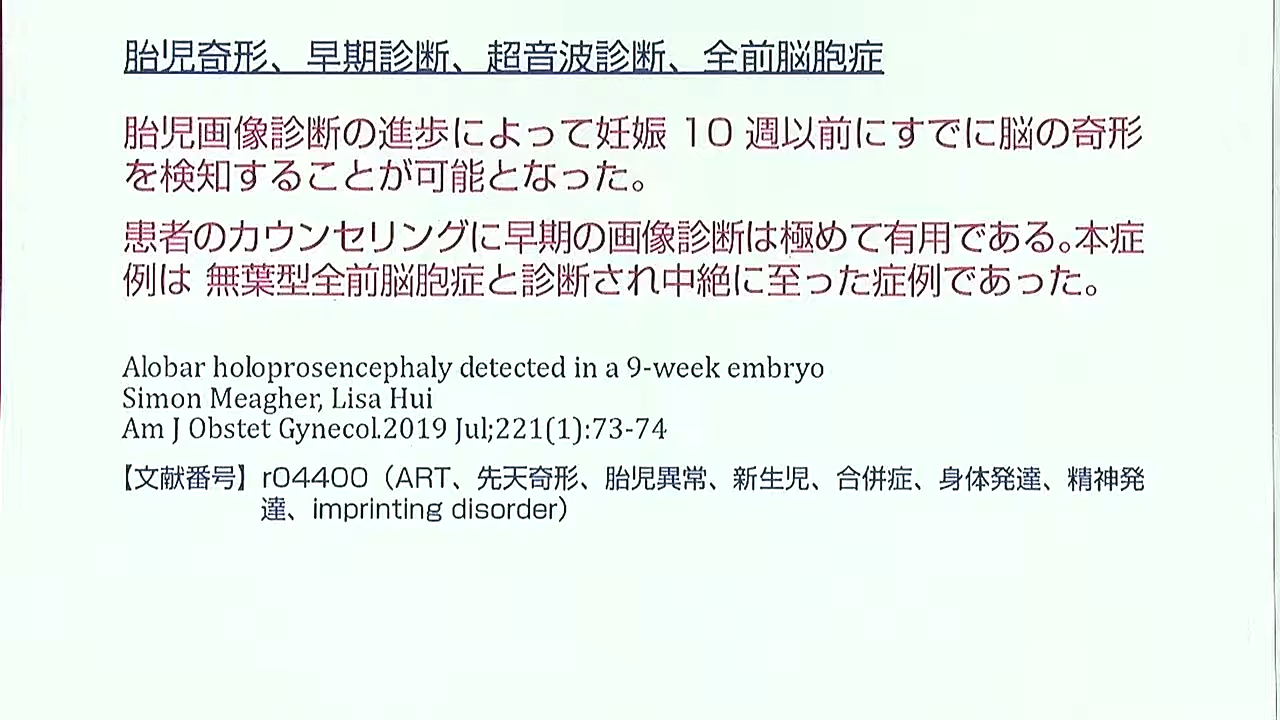 胎児奇形、早期診断、超音波診断、全前脳胞症
胎児画像診断の進歩によって妊娠 10 週以前にすでに脳の奇形
を検知することが可能となった。
患者のカウンセリングに早期の画像診断は極めて有用である。本症
例は 無葉型全前脳胞症と診断され中絶に至った症例であった。
Alobar holoprosencephaly detected in a 9-week embryo
Simon Meagher, Lisa Hui
Am J Obstet Gynecol.2019 Jul;221(1):73-74
【文献番号】r04400（ART、先天奇形、胎児異常、新生児、合併症、身体発達、精神発
達、imprinting disorder）